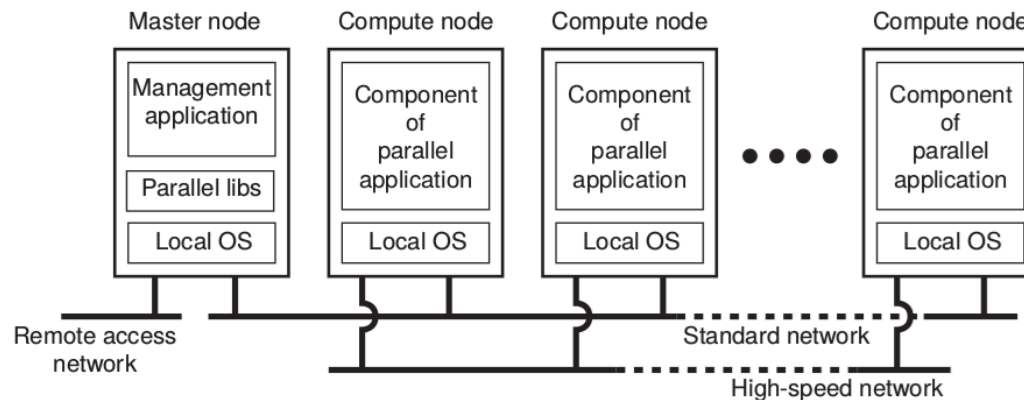 Master node
Compute node
Compute node
Compute node
Management
application
Parallel libs
Local OS
Component
of
parallel
application
Local OS
Component
of
parallel
application
Local OS
Component
of
parallel
application
Local OS
Remote access
network
Standard network
High-speed network